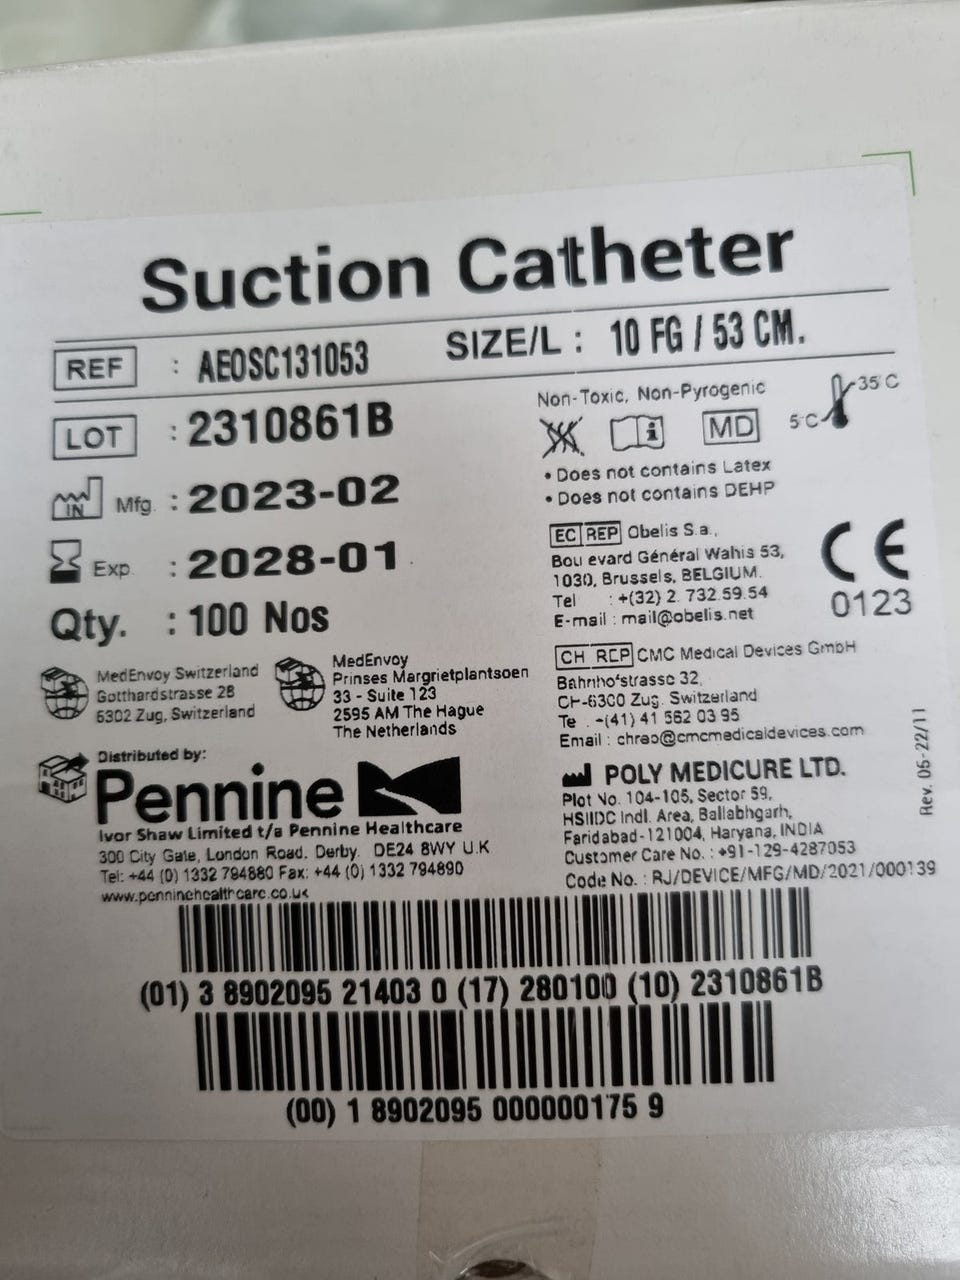 Suction Catheter
REF : AEOSC131053 SIZE/L : 10 FG / 53 CM.
LOT : 2310861B
Mfg. : 2023-02
Exp. : 2028-01
Qty. : 100 Nos
Non-Toxic, Non-Pyrogenic
MD 5°C 35°C
• Does not contains Latex
• Does not contains DEHP
EC REP Obelis S.a.,
Bou evard Général Wahis 53,
1030, Brussels, BELGIUM.
Tel : +(32) 2. 732.59.54
E-mail : mail@obelis.net
CE
0123
MedEnvoy Switzerland
Gotthardstrasse 28
6302 Zug, Switzerland
MedEnvoy
Prinses Margrietplantsoen
33 - Suite 123
2595 AM The Hague
The Netherlands
CH REP CMC Medical Devices GmbH
Bahnhofstrasse 32,
CH-6300 Zug. Switzerland
Te . -(41) 41 562 03 95
Email : chrep@cmcmedicaldevices.com
Distributed by:
Pennine
Ivor Shaw Limited t/a Pennine Healthcare
300 City Gate, London Road. Derby. DE24 8WY U.K
Tel: +44 (0) 1332 794880 Fax: +44 (0) 1332 794890
www.penninehealthcare.co.uk
POLY MEDICURE LTD.
Plot No. 104-105, Sector 59,
HSIIDC Indl. Area, Ballabhgarh,
Faridabad-121004, Haryana, INDIA
Customer Care No. : +91-129-4287053
Code No. : RJ/DEVICE/MFG/MD/2021/000139
Rev. 05-22/11
(01) 3 8902095 21403 0 (17) 280100 (10) 2310861B
(00) 1 8902095 000000175 9